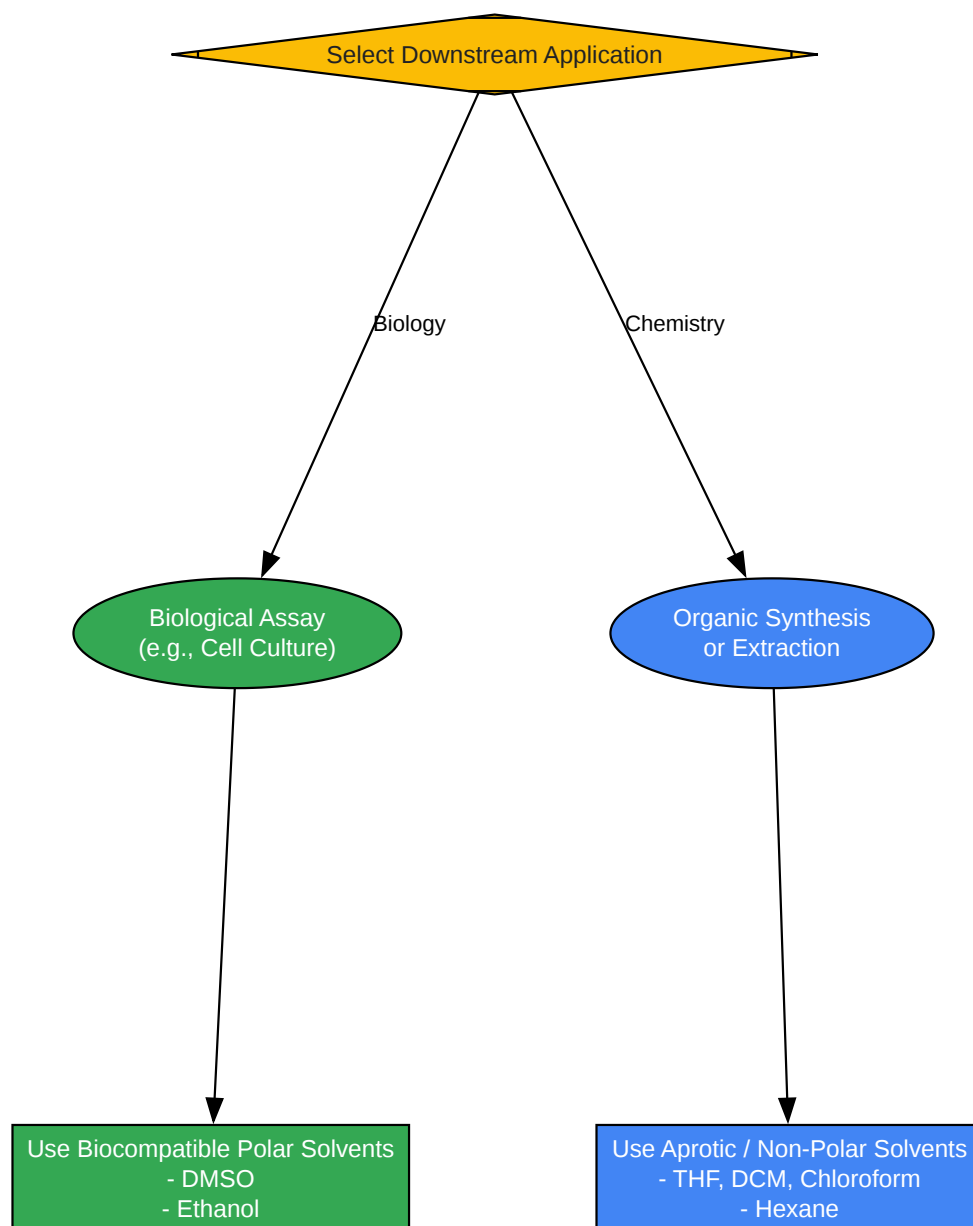 Select Downstream Application
Biology
Chemistry
Biological Assay
(e.g., Cell Culture)
Organic Synthesis
or Extraction
Use Biocompatible Polar Solvents
- DMSO
- Ethanol
Use Aprotic / Non-Polar Solvents
- THF, DCM, Chloroform
- Hexane